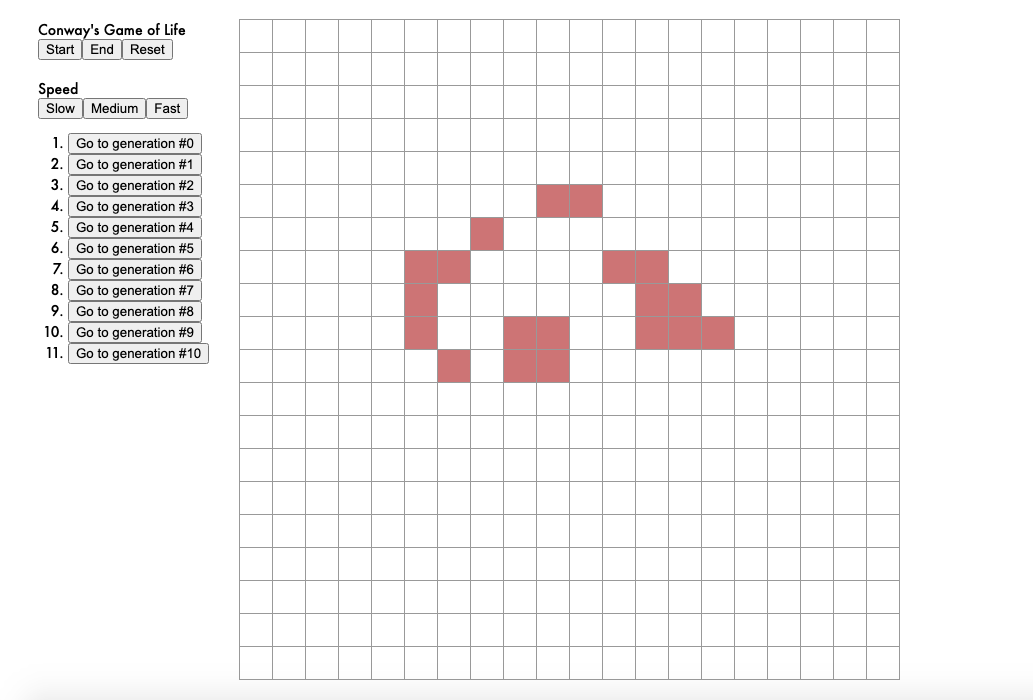 Conway's Game of Life
Start End Reset
Speed
Slow Medium Fast
1. Go to generation #0
2. Go to generation #1
3. Go to generation #2
4. Go to generation #3
5. Go to generation #4
6. Go to generation #5
7. Go to generation #6
8. Go to generation #7
9. Go to generation #8
10. Go to generation #9
11. Go to generation #10